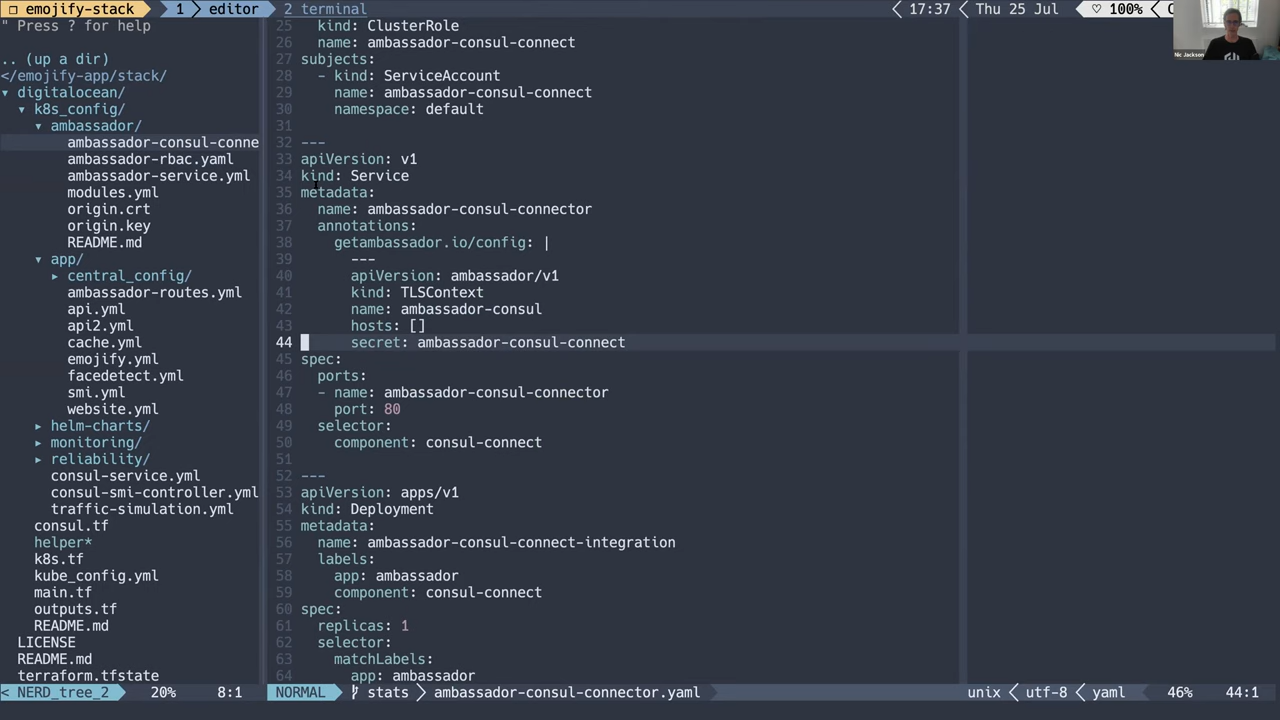 ❐ emojify-stack 1 editor 2 terminal 17:37 Thu 25 Jul ♡ 100%
Nic Jackson
" Press ? for help
.. (up a dir)
</emojify-app/stack/
▾ digitalocean/
▾ k8s_config/
▾ ambassador/
ambassador-consul-conne
ambassador-rbac.yaml
ambassador-service.yml
modules.yml
origin.crt
origin.key
README.md
▾ app/
▸ central_config/
ambassador-routes.yml
api.yml
api2.yml
cache.yml
emojify.yml
facedetect.yml
smi.yml
website.yml
▸ helm-charts/
▸ monitoring/
▸ reliability/
consul-service.yml
consul-smi-controller.yml
traffic-simulation.yml
consul.tf
helper*
k8s.tf
kube_config.yml
main.tf
outputs.tf
README.md
LICENSE
README.md
terraform.tfstate
25 kind: ClusterRole
26 name: ambassador-consul-connect
27 subjects:
28 - kind: ServiceAccount
29 name: ambassador-consul-connect
30 namespace: default
31
32 ---
33 apiVersion: v1
34 kind: Service
35 metadata:
36 name: ambassador-consul-connector
37 annotations:
38 getambassador.io/config: |
39 ---
40 apiVersion: ambassador/v1
41 kind: TLSContext
42 name: ambassador-consul
43 hosts: []
44 secret: ambassador-consul-connect
45 spec:
46 ports:
47 - name: ambassador-consul-connector
48 port: 80
49 selector:
50 component: consul-connect
51
52 ---
53 apiVersion: apps/v1
54 kind: Deployment
55 metadata:
56 name: ambassador-consul-connect-integration
57 labels:
58 app: ambassador
59 component: consul-connect
60 spec:
61 replicas: 1
62 selector:
63 matchLabels:
64 app: ambassador
< NERD_tree_2 20% 8:1 NORMAL stats ambassador-consul-connector.yaml unix utf-8 yaml 46% 44:1